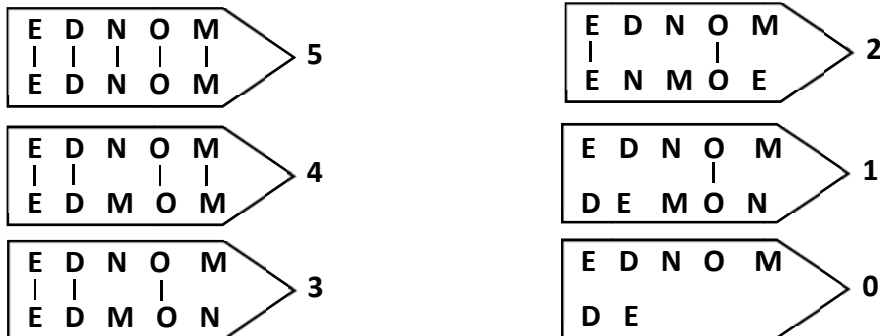 E D N O M
E D N O M
5
E D N O M
E D M O M
4
E D N O M
E D M O N
3
E D N O M
E N M O E
2
E D N O M
D E M O N
1
E D N O M
D E
0